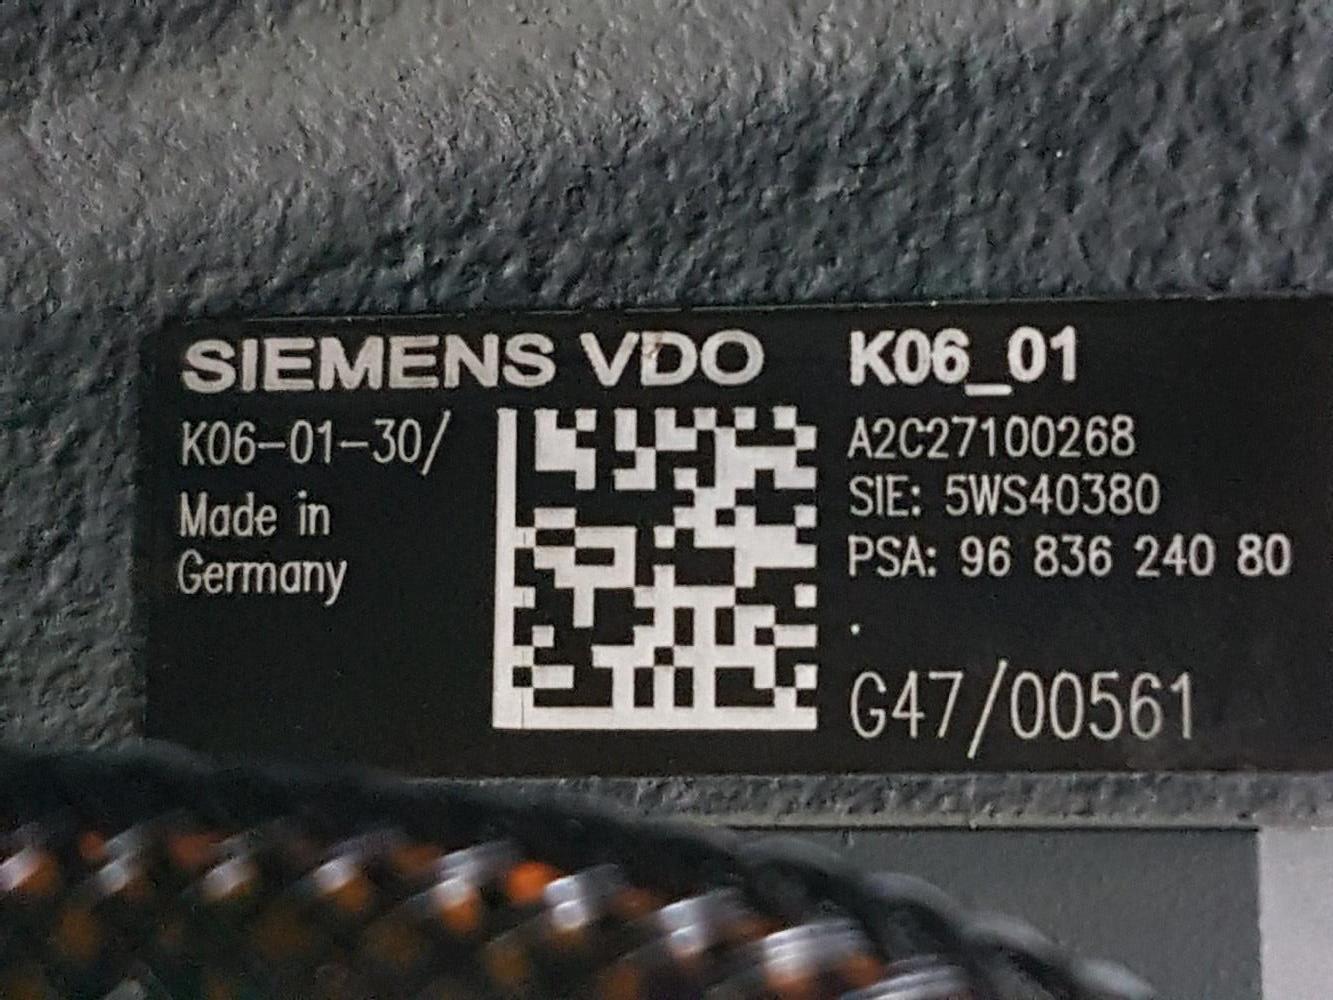 SIEMENS VDO
K06-01-30/
Made in
Germany
K06_01
A2C27100268
SIE: 5WS40380
PSA: 96 836 240 80
.
G47/00561